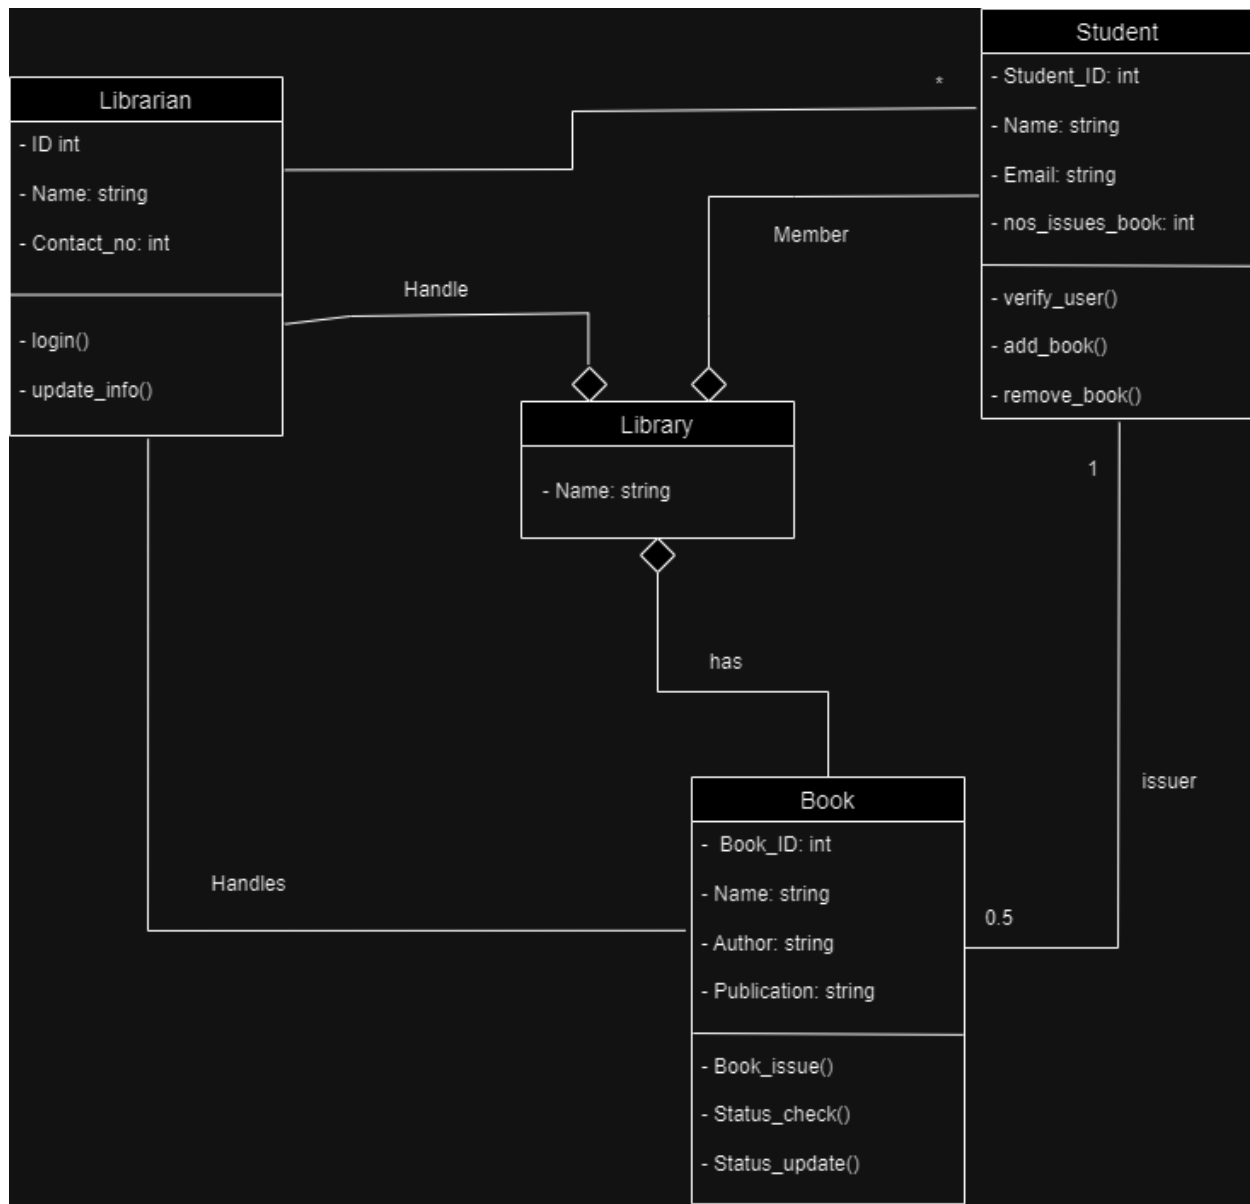 Student
- Student_ID: int
- Name: string
- Email: string
- nos_issues_book: int
- verify_user()
- add_book()
- remove_book()
*
Librarian
- ID int
- Name: string
- Contact_no: int
- login()
- update_info()
Member
Handle
Library
- Name: string
1
has
issuer
Book
- Book_ID: int
- Name: string
- Author: string
- Publication: string
- Book_issue()
- Status_check()
- Status_update()
Handles
0.5